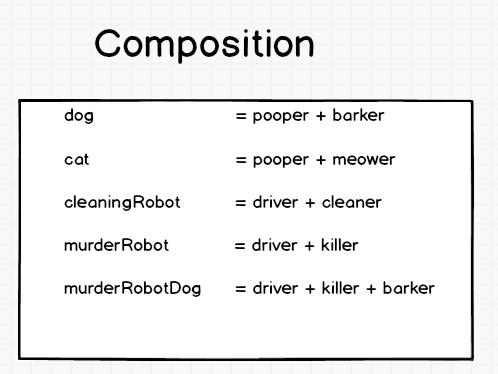 Composition
dog = pooper + barker
cat = pooper + meower
cleaningRobot = driver + cleaner
murderRobot = driver + killer
murderRobotDog = driver + killer + barker